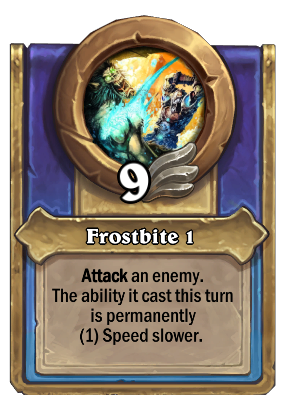 9
Frostbite 1
Attack an enemy.
The ability it cast this turn
is permanently
(1) Speed slower.